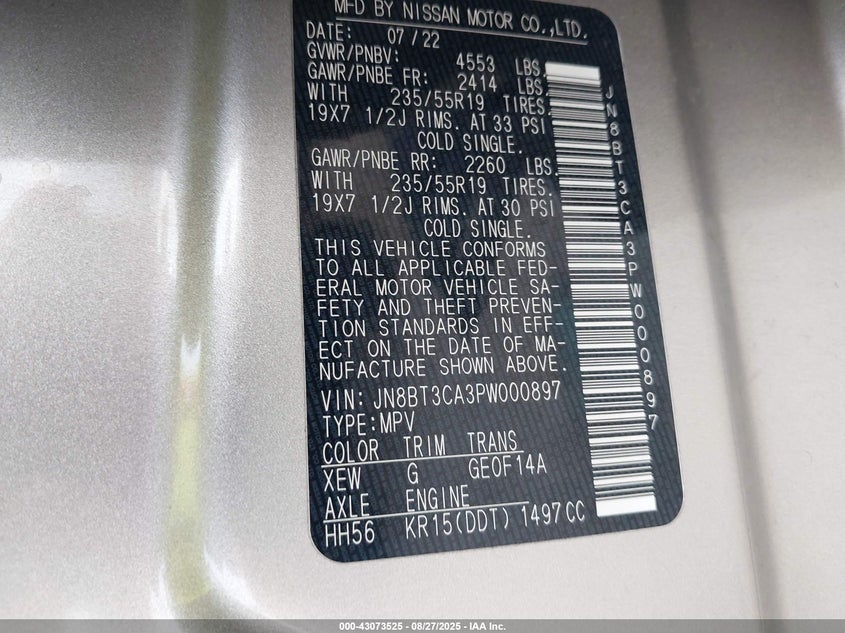 MFD BY NISSAN MOTOR CO.,LTD.
DATE: 07/22
GVWR/PNBV: 4553 LBS.
GAWR/PNBE FR: 2414 LBS.
WITH 235/55R19 TIRES.
19X7 1/2J RIMS. AT 33 PSI
COLD SINGLE.
GAWR/PNBE RR: 2260 LBS.
WITH 235/55R19 TIRES.
19X7 1/2J RIMS. AT 30 PSI
COLD SINGLE.
THIS VEHICLE CONFORMS
TO ALL APPLICABLE FED-
ERAL MOTOR VEHICLE SA-
FETY AND THEFT PREVEN-
TION STANDARDS IN EFF-
ECT ON THE DATE OF MA-
NUFACTURE SHOWN ABOVE.
VIN: JN8BT3CA3PW000897
TYPE:MPV
COLOR TRIM TRANS
XEW G GE0F14A
AXLE ENGINE
HH56 KR15(DDT) 1497CC
JN8BT3CA3PW000897
000-43073525 - 08/27/2025 - IAA Inc.